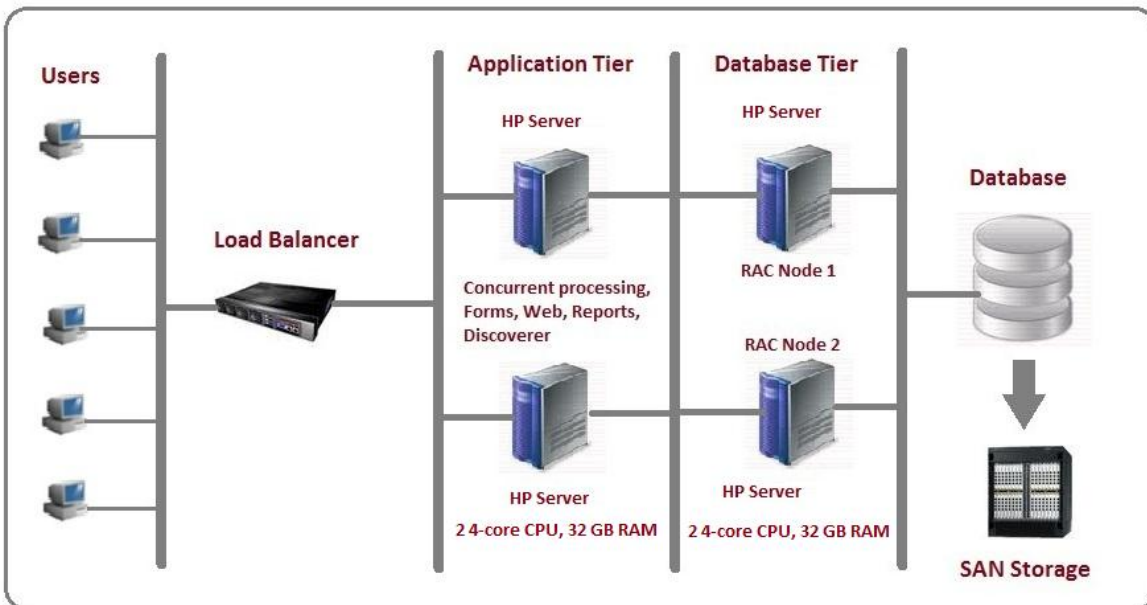 Users
Load Balancer
Application Tier
HP Server
Concurrent processing,
Forms, Web, Reports,
Discoverer
HP Server
2 4-core CPU, 32 GB RAM
Database Tier
HP Server
RAC Node 1
RAC Node 2
HP Server
2 4-core CPU, 32 GB RAM
Database
SAN Storage